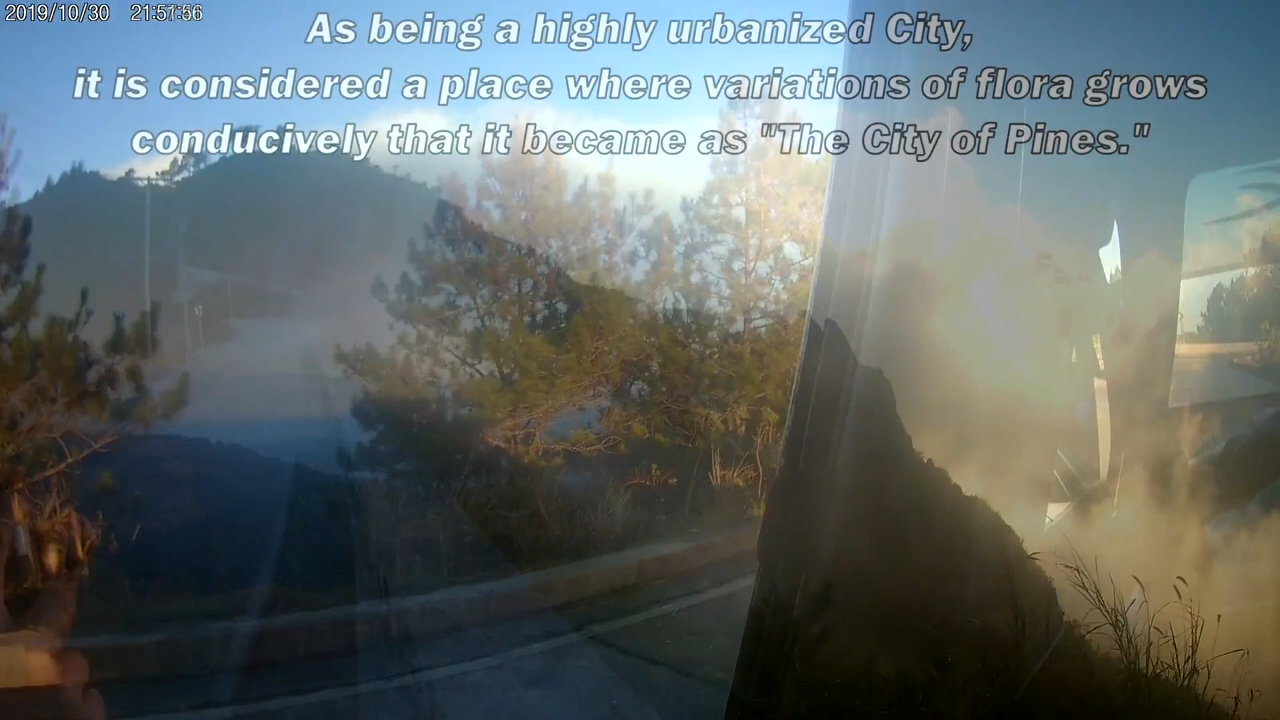 2019/10/30 21:57:56
As being a highly urbanized City,
it is considered a place where variations of flora grows
conducively that it became as "The City of Pines."